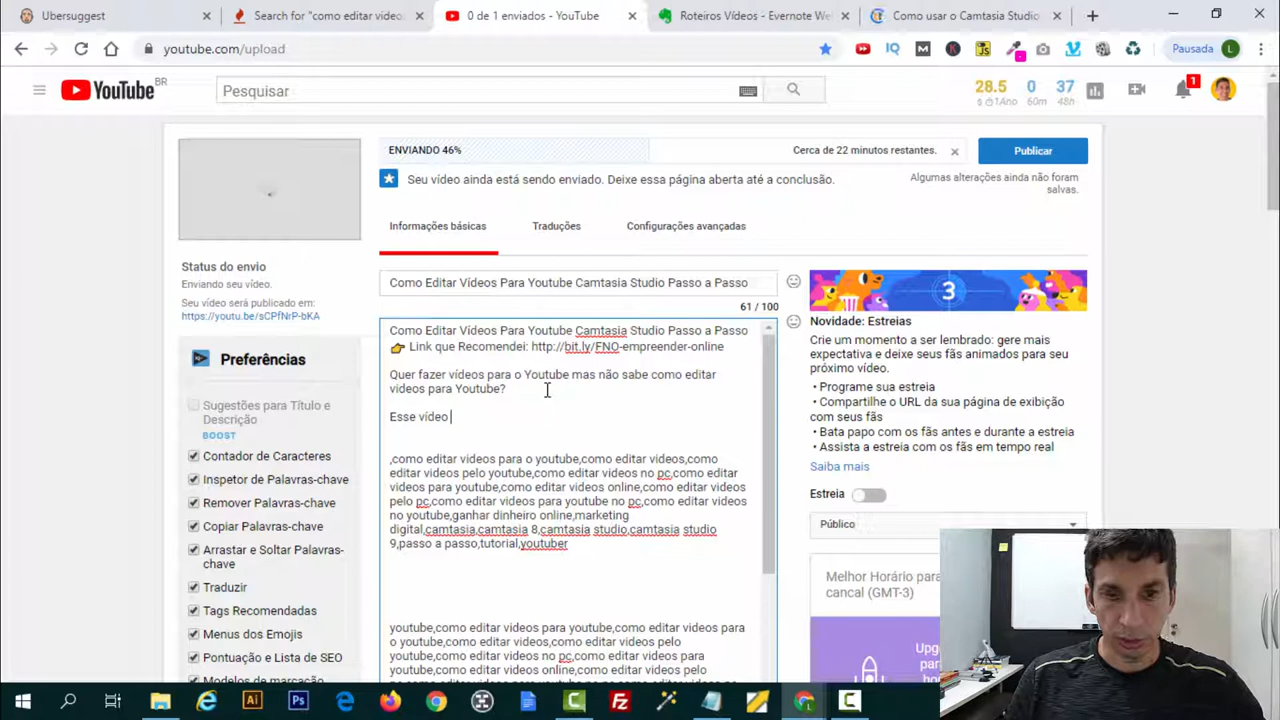 Ubersuggest
Search for "como editar video.
0 de 1 enviados - YouTube
Roteiros Vídeos - Evernote Wel
Como usar o Camtasia Studio
youtube.com/upload
Pausada
L
YouTube BR
Pesquisar
28.5 0 37
1Ano 60m 48h
1
ENVIANDO 46%
Cerca de 22 minutos restantes.
Publicar
Seu vídeo ainda está sendo enviado. Deixe essa página aberta até a conclusão.
Algumas alterações ainda não foram
salvas.
Informações básicas
Traduções
Configurações avançadas
Status do envio
Enviando seu vídeo.
Seu vídeo será publicado em:
https://youtu.be/sCPfNrP-bKA
Como Editar Vídeos Para Youtube Camtasia Studio Passo a Passo
61 / 100
Como Editar Vídeos Para Youtube Camtasia Studio Passo a Passo
Link que Recomendei: http://bit.ly/FNO-empreender-online
Quer fazer vídeos para o Youtube mas não sabe como editar
vídeos para Youtube?
Esse vídeo
,como editar videos para o youtube,como editar videos,como
editar videos pelo youtube,como editar videos no pc,como editar
videos para youtube,como editar videos online,como editar videos
pelo pc,como editar videos para youtube no pc,como editar videos
no youtube,ganhar dinheiro online,marketing
digital,camtasia,camtasia 8,camtasia studio,camtasia studio
9,passo a passo,tutorial,youtuber
youtube,como editar videos para youtube,como editar videos para
o youtube,como editar videos,como editar videos pelo
youtube,como editar videos no pc,como editar videos para
youtube,como editar videos online,como editar videos pelo
Preferências
Sugestões para Título e
Descrição
BOOST
Contador de Caracteres
Inspetor de Palavras-chave
Remover Palavras-chave
Copiar Palavras-chave
Arrastar e Soltar Palavras-
chave
Traduzir
Tags Recomendadas
Menus dos Emojis
Pontuação e Lista de SEO
3
Novidade: Estreias
Crie um momento a ser lembrado: gere mais
expectativa e deixe seus fãs animados para seu
próximo vídeo.
• Programe sua estreia
• Compartilhe o URL da sua página de exibição
com seus fãs
• Bata papo com os fãs antes e durante a estreia
• Assista a estreia com os fãs em tempo real
Saiba mais
Estreia
Público
Melhor Horário para
cancal (GMT-3)
Upg